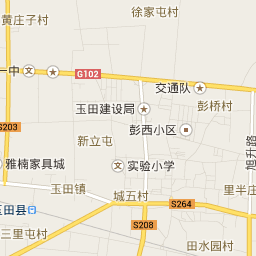 徐家屯村
黄庄子村
一中
G102
交通队
玉田建设局
彭桥村
S203
彭西小区
新立屯
旭升路
雅楠家具城
实验小学
玉田镇
城五村
里半庄
S264
玉田县
S208
三里屯村
田水园村